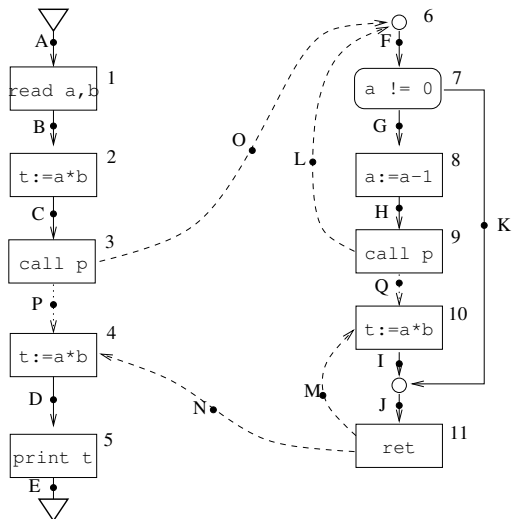 A
1
read a,b
B
2
t:=a*b
C
3
call p
P
4
t:=a*b
D
5
print t
E
O
L
N
M
6
F
7
a != 0
G
8
a:=a-1
H
9
call p
K
Q
10
t:=a*b
I
J
11
ret